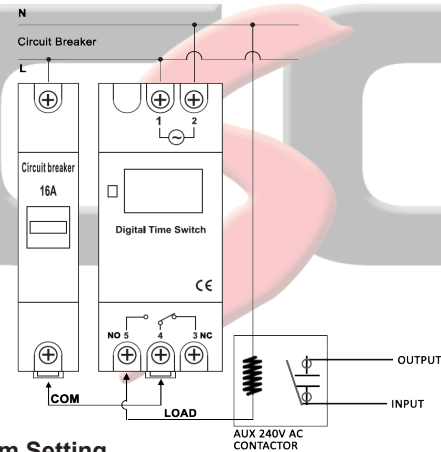 N
Circuit Breaker
L
1 2
Circuit breaker
16A
Digital Time Switch
CE
NO 5 4 3 NC
COM
LOAD
OUTPUT
INPUT
AUX 240V AC
CONTACTOR
m Setting